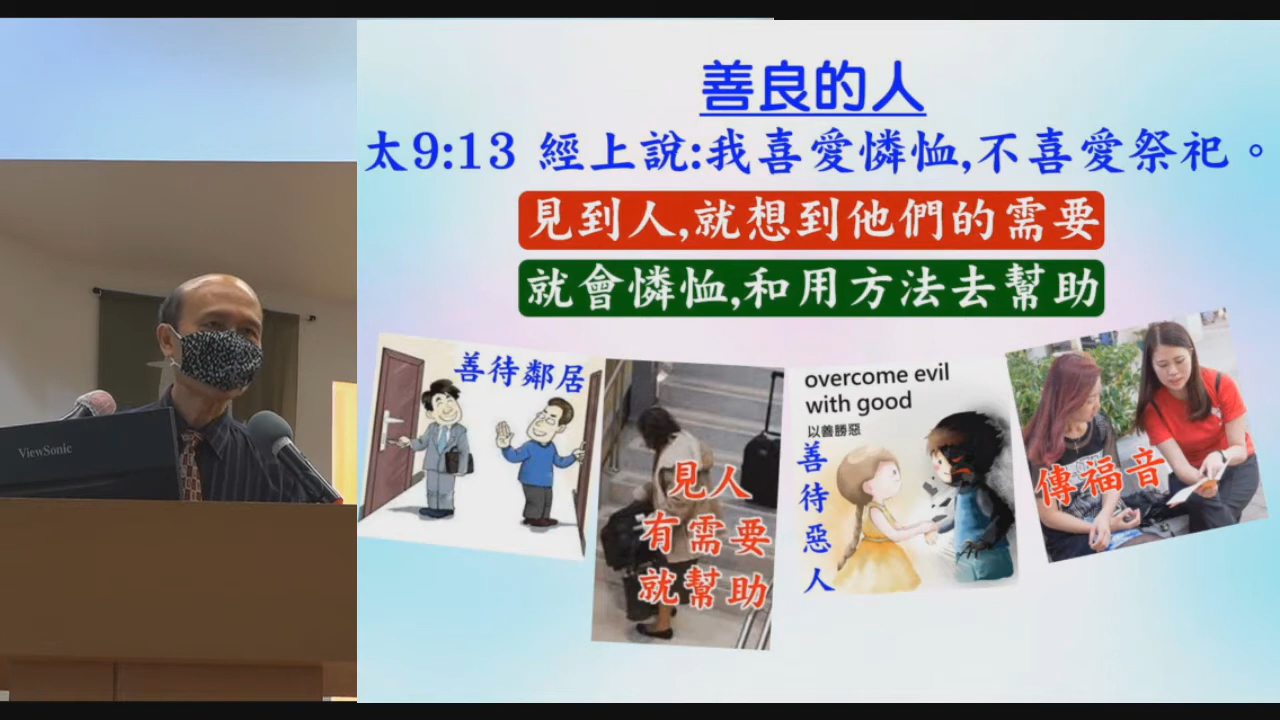 善良的人
太9:13 經上說:我喜愛憐恤,不喜愛祭祀。
見到人,就想到他們的需要
就會憐恤,和用方法去幫助
善待鄰居
見人
有需要
就幫助
overcome evil
with good
以善勝惡
善待惡人
傳福音
ViewSonic